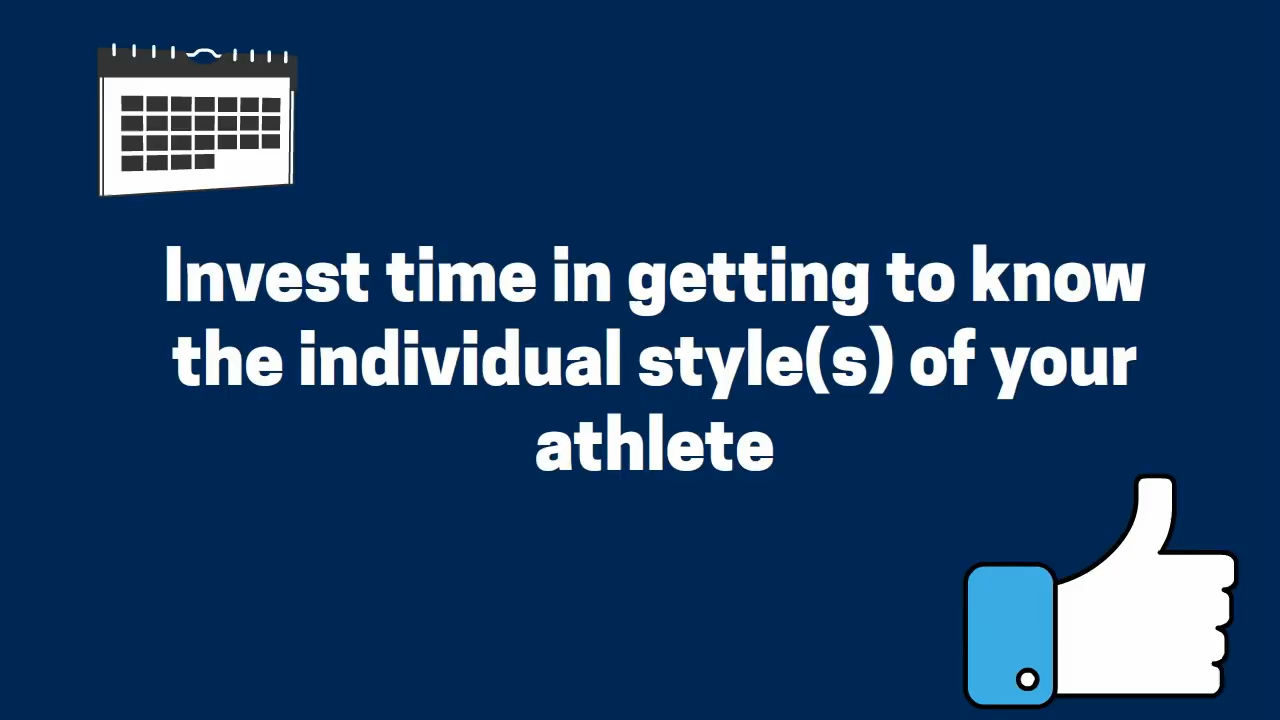 Invest time in getting to know
the individual style(s) of your
athlete